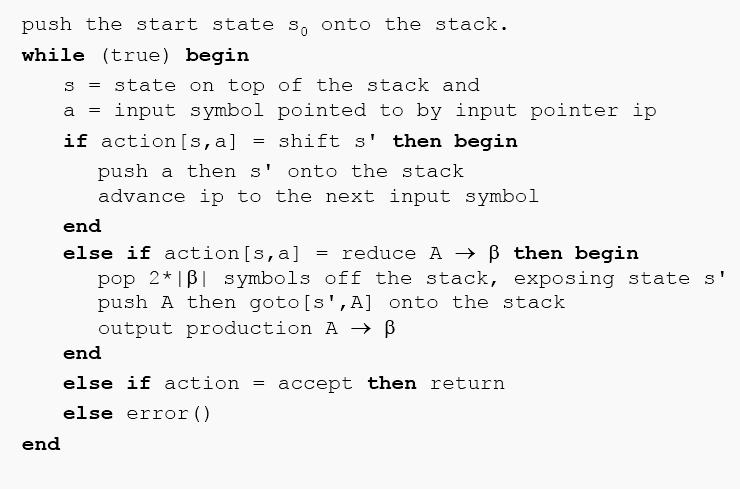 push the start state s₀ onto the stack.
while (true) begin
s = state on top of the stack and
a = input symbol pointed to by input pointer ip
if action[s,a] = shift s' then begin
push a then s' onto the stack
advance ip to the next input symbol
end
else if action[s,a] = reduce A → β then begin
pop 2*|β| symbols off the stack, exposing state s'
push A then goto[s',A] onto the stack
output production A → β
end
else if action = accept then return
else error()
end